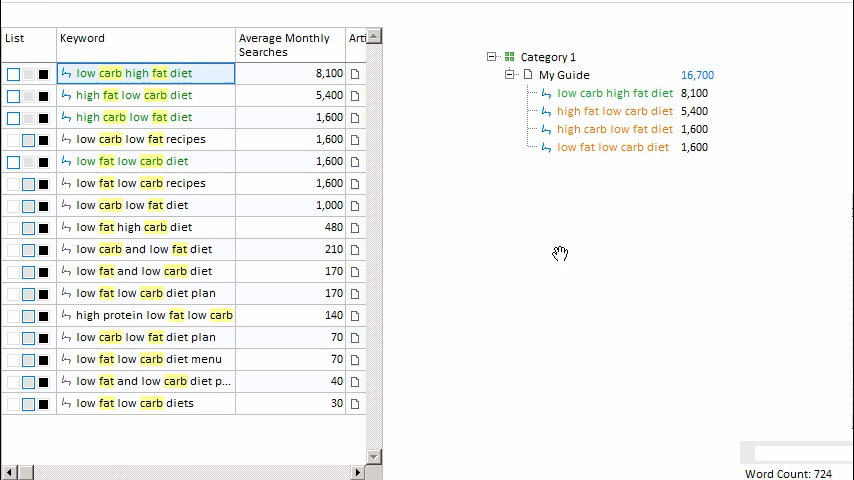 List Keyword Average Monthly Arti
Searches
low carb high fat diet 8,100
high fat low carb diet 5,400
high carb low fat diet 1,600
low carb low fat recipes 1,600
low fat low carb diet 1,600
low fat low carb recipes 1,600
low carb low fat diet 1,000
low fat high carb diet 480
low carb and low fat diet 210
low fat and low carb diet 170
low fat low carb diet plan 170
high protein low fat low carb 140
low carb low fat diet plan 70
low fat low carb diet menu 70
low fat and low carb diet p... 40
low fat low carb diets 30
Category 1
My Guide 16,700
low carb high fat diet 8,100
high fat low carb diet 5,400
high carb low fat diet 1,600
low fat low carb diet 1,600
Word Count: 724